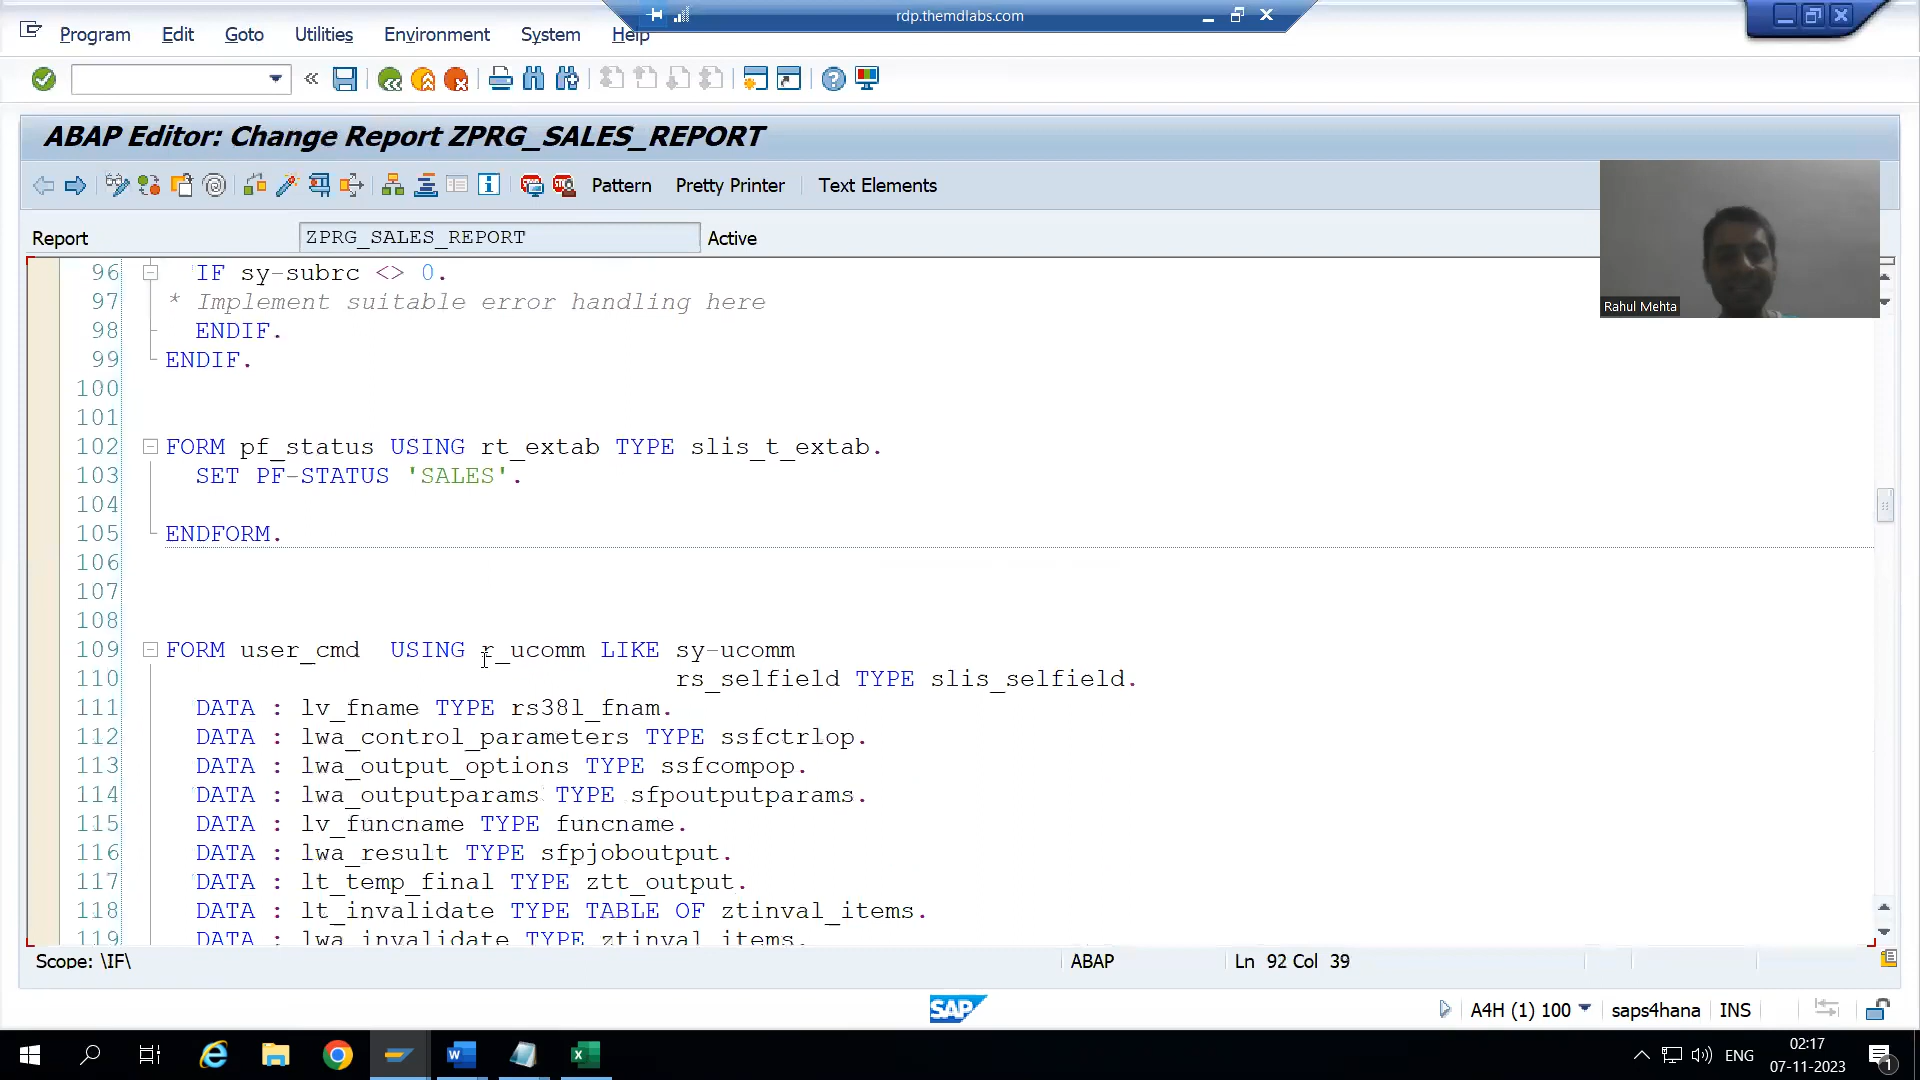 rdp.themdlabs.com
Program Edit Goto Utilities Environment System Help
ABAP Editor: Change Report ZPRG_SALES_REPORT
Pattern Pretty Printer Text Elements
Report ZPRG_SALES_REPORT Active
Rahul Mehta
96 IF sy-subrc <> 0.
97 * Implement suitable error handling here
98 ENDIF.
99 ENDIF.
100
101
102 FORM pf_status USING rt_extab TYPE slis_t_extab.
103 SET PF-STATUS 'SALES'.
104
105 ENDFORM.
106
107
108
109 FORM user_cmd USING r_ucomm LIKE sy-ucomm
110 rs_selfield TYPE slis_selfield.
111 DATA : lv_fname TYPE rs38l_fnam.
112 DATA : lwa_control_parameters TYPE ssfctrlop.
113 DATA : lwa_output_options TYPE ssfcompop.
114 DATA : lwa_outputparams TYPE sfpoutputparams.
115 DATA : lv_funcname TYPE funcname.
116 DATA : lwa_result TYPE sfpjoboutput.
117 DATA : lt_temp_final TYPE ztt_output.
118 DATA : lt_invalidate TYPE TABLE OF ztinval_items.
119 DATA : lwa_invalidate TYPE ztinval_items.
Scope: \IF\ ABAP Ln 92 Col 39
SAP A4H (1) 100 saps4hana INS
ENG 02:17
07-11-2023
1